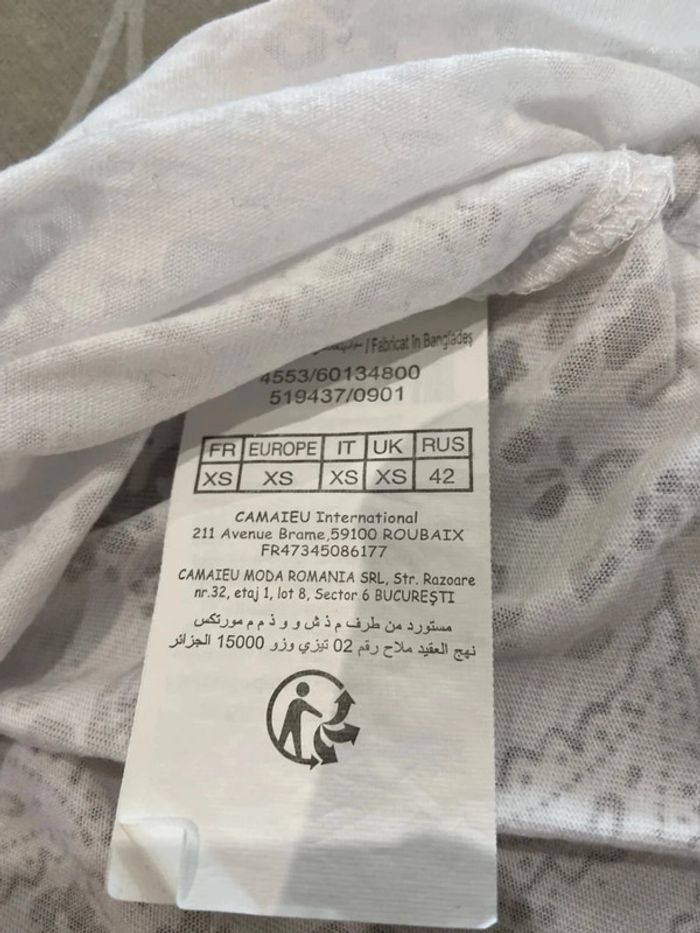 / Fabricat în Bangladeş
4553/60134800
519437/0901
FR EUROPE IT UK RUS
XS XS XS XS 42
CAMAIEU International
211 Avenue Brame,59100 ROUBAIX
FR47345086177
CAMAIEU MODA ROMANIA SRL, Str. Razoare
nr.32, etaj 1, lot 8, Sector 6 BUCUREŞTI
مستورد من طرف م ذ ش و و ذ م م مورتكس
نهج العقيد ملاح رقم 02 تيزي وزو 15000 الجزائر